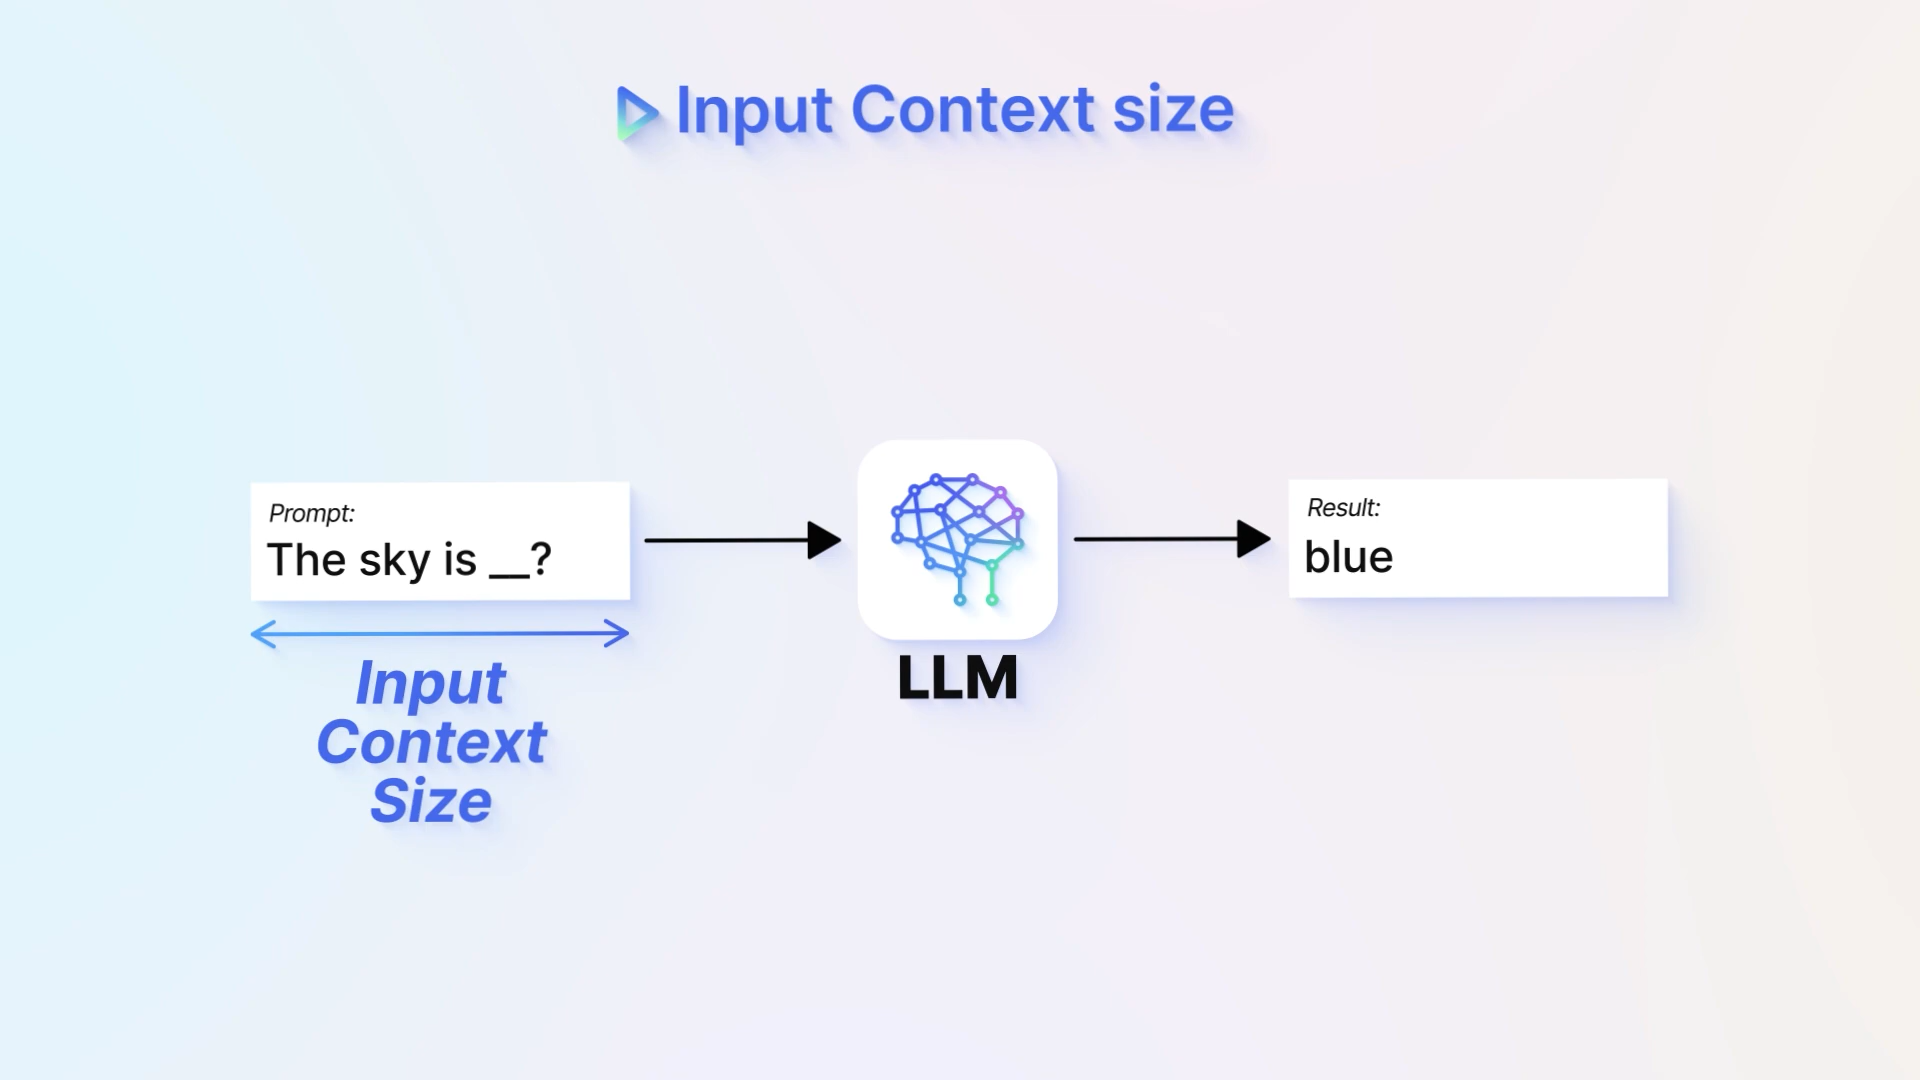 Input Context size
Prompt:
The sky is __?
Input
Context
Size
LLM
Result:
blue